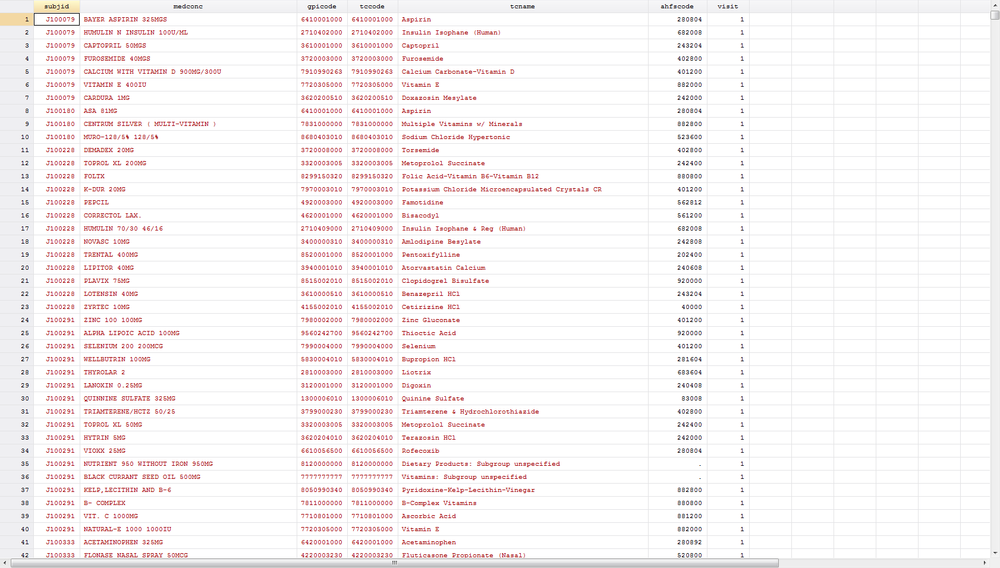 subjid medconc gpicode tccode tcname ahfscode visit
1 J100079 BAYER ASPIRIN 325MGS 6410001000 6410001000 Aspirin 280804 1
2 J100079 HUMULIN N INSULIN 100U/ML 2710402000 2710402000 Insulin Isophane (Human) 682008 1
3 J100079 CAPTOPRIL 50MGS 3610001000 3610001000 Captopril 243204 1
4 J100079 FUROSEMIDE 40MGS 3720003000 3720003000 Furosemide 402800 1
5 J100079 CALCIUM WITH VITAMIN D 900MG/300U 7910990263 7910990263 Calcium Carbonate-Vitamin D 401200 1
6 J100079 VITAMIN E 400IU 7720305000 7720305000 Vitamin E 882000 1
7 J100079 CARDURA 1MG 3620200510 3620200510 Doxazosin Mesylate 242000 1
8 J100180 ASA 81MG 6410001000 6410001000 Aspirin 280804 1
9 J100180 CENTRUM SILVER ( MULTI-VITAMIN ) 7831000000 7831000000 Multiple Vitamins w/ Minerals 882800 1
10 J100180 MURO-128/5% 128/5% 8680403010 8680403010 Sodium Chloride Hypertonic 523600 1
11 J100228 DEMADEX 20MG 3720008000 3720008000 Torsemide 402800 1
12 J100228 TOPROL XL 200MG 3320003005 3320003005 Metoprolol Succinate 242400 1
13 J100228 FOLTX 8299150320 8299150320 Folic Acid-Vitamin B6-Vitamin B12 880800 1
14 J100228 K-DUR 20MG 7970003010 7970003010 Potassium Chloride Microencapsulated Crystals CR 401200 1
15 J100228 PEPCIL 4920003000 4920003000 Famotidine 562812 1
16 J100228 CORRECTOL LAX. 4620001000 4620001000 Bisacodyl 561200 1
17 J100228 HUMULIN 70/30 46/16 2710409000 2710409000 Insulin Isophane & Reg (Human) 682008 1
18 J100228 NOVASC 10MG 3400000310 3400000310 Amlodipine Besylate 242808 1
19 J100228 TRENTAL 400MG 8520001000 8520001000 Pentoxifylline 202400 1
20 J100228 LIPITOR 40MG 3940001010 3940001010 Atorvastatin Calcium 240608 1
21 J100228 PLAVIX 75MG 8515002010 8515002010 Clopidogrel Bisulfate 920000 1
22 J100228 LOTENSIN 40MG 3610000510 3610000510 Benazepril HCl 243204 1
23 J100228 ZYRTEC 10MG 4155002010 4155002010 Cetirizine HCl 40000 1
24 J100291 ZINC 100 100MG 7980002000 7980002000 Zinc Gluconate 401200 1
25 J100291 ALPHA LIPOIC ACID 100MG 9560242700 9560242700 Thioctic Acid 920000 1
26 J100291 SELENIUM 200 200MCG 7990004000 7990004000 Selenium 401200 1
27 J100291 WELLBUTRIN 100MG 5830004010 5830004010 Bupropion HCl 281604 1
28 J100291 THYROLAR 2 2810003000 2810003000 Liotrix 683604 1
29 J100291 LANOXIN 0.25MG 3120001000 3120001000 Digoxin 240408 1
30 J100291 QUINNINE SULFATE 325MG 1300006010 1300006010 Quinine Sulfate 83008 1
31 J100291 TRIAMTERENE/HCTZ 50/25 3799000230 3799000230 Triamterene & Hydrochlorothiazide 402800 1
32 J100291 TOPROL XL 50MG 3320003005 3320003005 Metoprolol Succinate 242400 1
33 J100291 HYTRIN 5MG 3620204010 3620204010 Terazosin HCl 242000 1
34 J100291 VIOXX 25MG 6610056500 6610056500 Rofecoxib 280804 1
35 J100291 NUTRIENT 950 WITHOUT IRON 950MG 8120000000 8120000000 Dietary Products: Subgroup unspecified . 1
36 J100291 BLACK CURRANT SEED OIL 500MG 7777777777 7777777777 Vitamins: Subgroup unspecified . 1
37 J100291 KELP,LECITHIN AND B-6 8050990340 8050990340 Pyridoxine-Kelp-Lecithin-Vinegar 882800 1
38 J100291 B- COMPLEX 7811000000 7811000000 B-Complex Vitamins 880800 1
39 J100291 VIT. C 1000MG 7710801000 7710801000 Ascorbic Acid 881200 1
40 J100291 NATURAL-E 1000 1000IU 7720305000 7720305000 Vitamin E 882000 1
41 J100333 ACETAMINOPHEN 325MG 6420001000 6420001000 Acetaminophen 280892 1
42 J100333 FLONASE NASAL SPRAY 50MCG 4220003230 4220003230 Fluticasone Propionate (Nasal) 520800 1